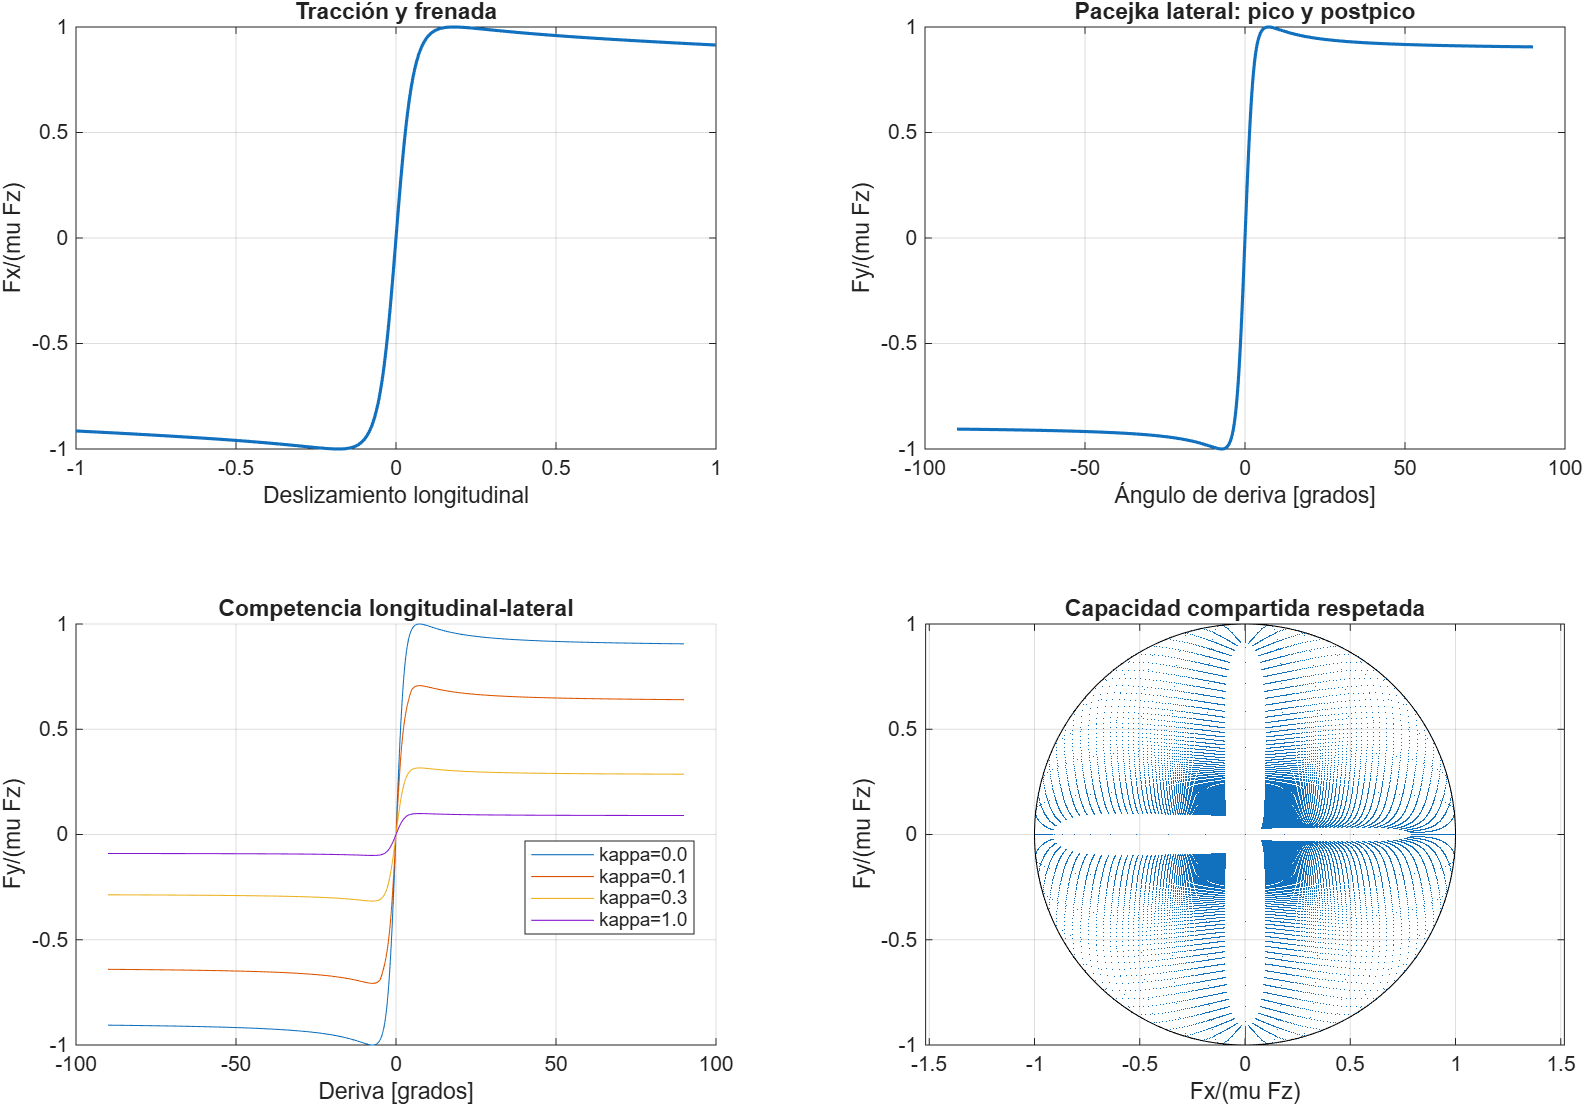 Tracción y frenada
1
0.5
0
-0.5
-1
-1
-0.5
0
0.5
1
Fx/(mu Fz)
Deslizamiento longitudinal
Pacejka lateral: pico y postpico
1
0.5
0
-0.5
-1
-100
-50
0
50
100
Fy/(mu Fz)
Ángulo de deriva [grados]
Competencia longitudinal-lateral
1
0.5
0
-0.5
-1
-100
-50
0
50
100
Fy/(mu Fz)
Deriva [grados]
kappa=0.0
kappa=0.1
kappa=0.3
kappa=1.0
Capacidad compartida respetada
1
0.5
0
-0.5
-1
-1.5
-1
-0.5
0
0.5
1
1.5
Fy/(mu Fz)
Fx/(mu Fz)